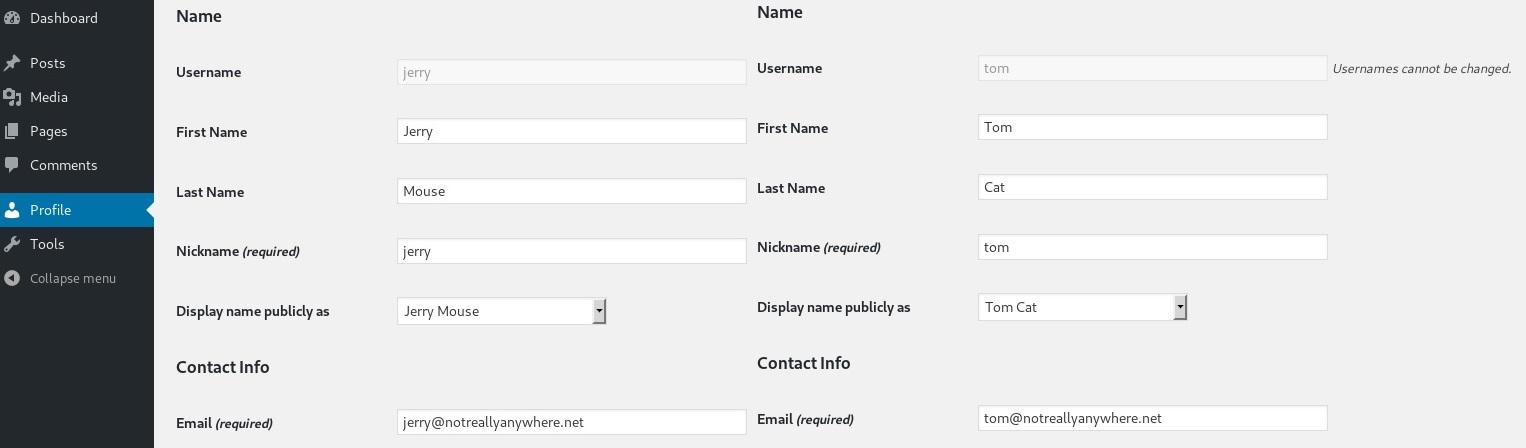 Dashboard
Posts
Media
Pages
Comments
Profile
Tools
Collapse menu
Name
Username jerry
First Name Jerry
Last Name Mouse
Nickname (required) jerry
Display name publicly as Jerry Mouse
Contact Info
Email (required) jerry@notreallyanywhere.net
Name
Username tom Usernames cannot be changed.
First Name Tom
Last Name Cat
Nickname (required) tom
Display name publicly as Tom Cat
Contact Info
Email (required) tom@notreallyanywhere.net